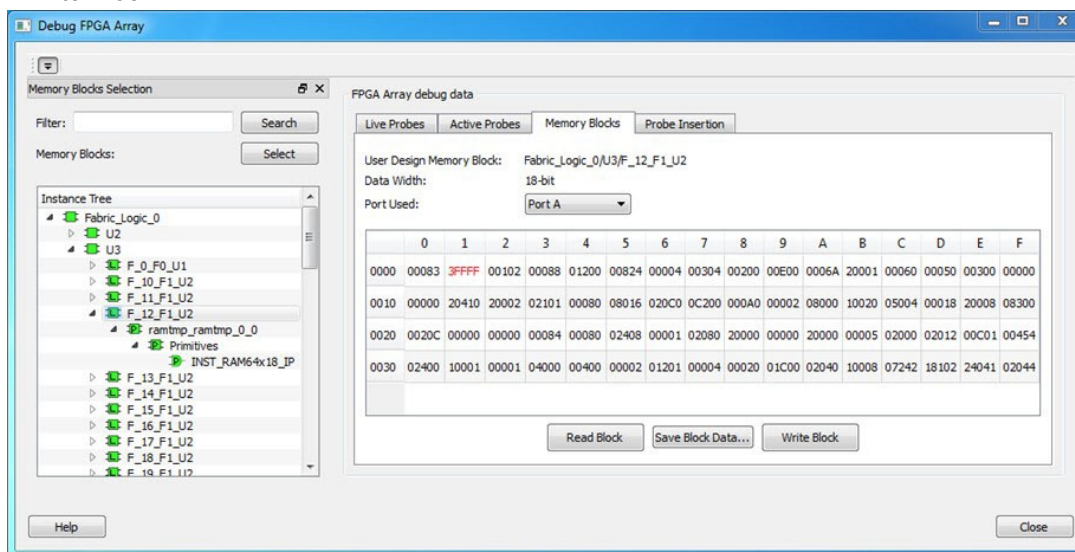 Debug FPGA Array
Memory Blocks Selection
Filter: Search
Memory Blocks: Select
Instance Tree
Fabric_Logic_0
U2
U3
F_0_F0_U1
F_10_F1_U2
F_11_F1_U2
F_12_F1_U2
ramtmp_ramtmp_0_0
Primitives
INST_RAM64x18_IP
F_13_F1_U2
F_14_F1_U2
F_15_F1_U2
F_16_F1_U2
F_17_F1_U2
F_18_F1_U2
F_19_F1_U2
FPGA Array debug data
Live Probes Active Probes Memory Blocks Probe Insertion
User Design Memory Block: Fabric_Logic_0/U3/F_12_F1_U2
Data Width: 18-bit
Port Used: Port A
0 1 2 3 4 5 6 7 8 9 A B C D E F
0000 00083 3FFFF 00102 00088 01200 00824 00004 00304 00200 00E00 0006A 20001 00060 00050 00300 00000
0010 00000 20410 20002 02101 00080 08016 020C0 0C200 000A0 00002 08000 10020 05004 00018 20008 08300
0020 0020C 00000 00000 00084 00080 02408 00001 02080 20000 00000 20000 00005 02000 02012 00C01 00454
0030 02400 10001 00001 04000 00400 00002 01201 00004 00020 01C00 02040 10008 07242 18102 24041 02044
Read Block Save Block Data... Write Block
Help Close